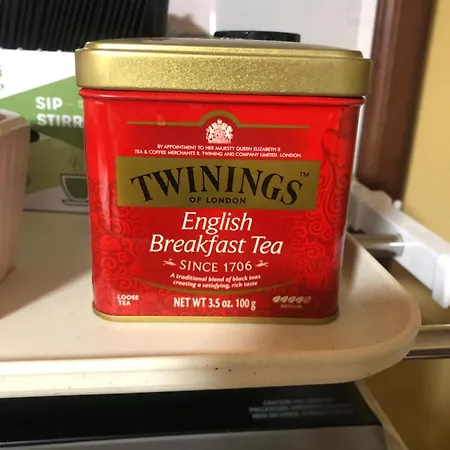 SIP
STIRR
BY APPOINTMENT TO HER MAJESTY QUEEN ELIZABETH II
TEA & COFFEE MERCHANTS R. TWINING AND COMPANY LIMITED, LONDON.
TWININGS™
OF LONDON
English
Breakfast Tea
SINCE 1706
A traditional blend of black teas
creating a satisfying, rich taste
LOOSE
TEA
NET WT 3.5 oz. 100 g
MEDIUM